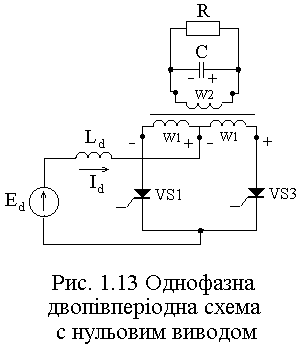 R
C
- +
W2
- W1 + W1 +
L d
I d
E d
VS1
VS3
Рис. 1.13 Однофазна
двопівперіодна схема
с нульовим виводом